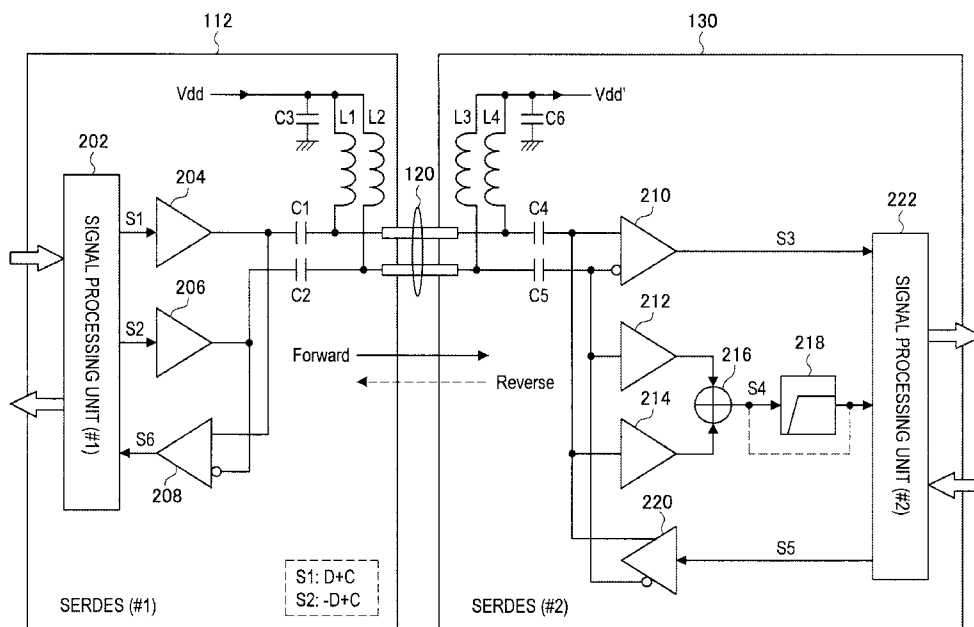 112
130
Vdd
C3
L1
L2
L3
L4
C6
Vdd'
202
204
120
210
222
S1
C1
C4
S3
SIGNAL PROCESSING UNIT (#1)
206
S2
C2
C5
212
SIGNAL PROCESSING UNIT (#2)
Forward
Reverse
216
218
S4
214
S6
208
220
S5
S1: D+C
S2: -D+C
SERDES (#1)
SERDES (#2)